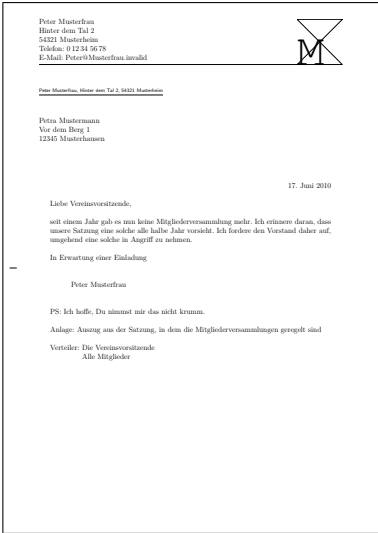 Peter Musterfrau
Hinter dem Tal 2
54321 Musterheim
Telefon: 0 12 34 56 78
E-Mail: Peter@Musterfrau.invalid
M
Peter Musterfrau, Hinter dem Tal 2, 54321 Musterheim
Petra Mustermann
Vor dem Berg 1
12345 Musterhausen
17. Juni 2010
Liebe Vereinsvorsitzende,
seit einem Jahr gab es nun keine Mitgliederversammlung mehr. Ich erinnere daran, dass
unsere Satzung eine solche alle halbe Jahr vorsieht. Ich fordere den Vorstand daher auf,
umgehend eine solche in Angriff zu nehmen.
In Erwartung einer Einladung
Peter Musterfrau
PS: Ich hoffe, Du nimmst mir das nicht krumm.
Anlage: Auszug aus der Satzung, in dem die Mitgliederversammlungen geregelt sind
Verteiler: Die Vereinsvorsitzende
Alle Mitglieder